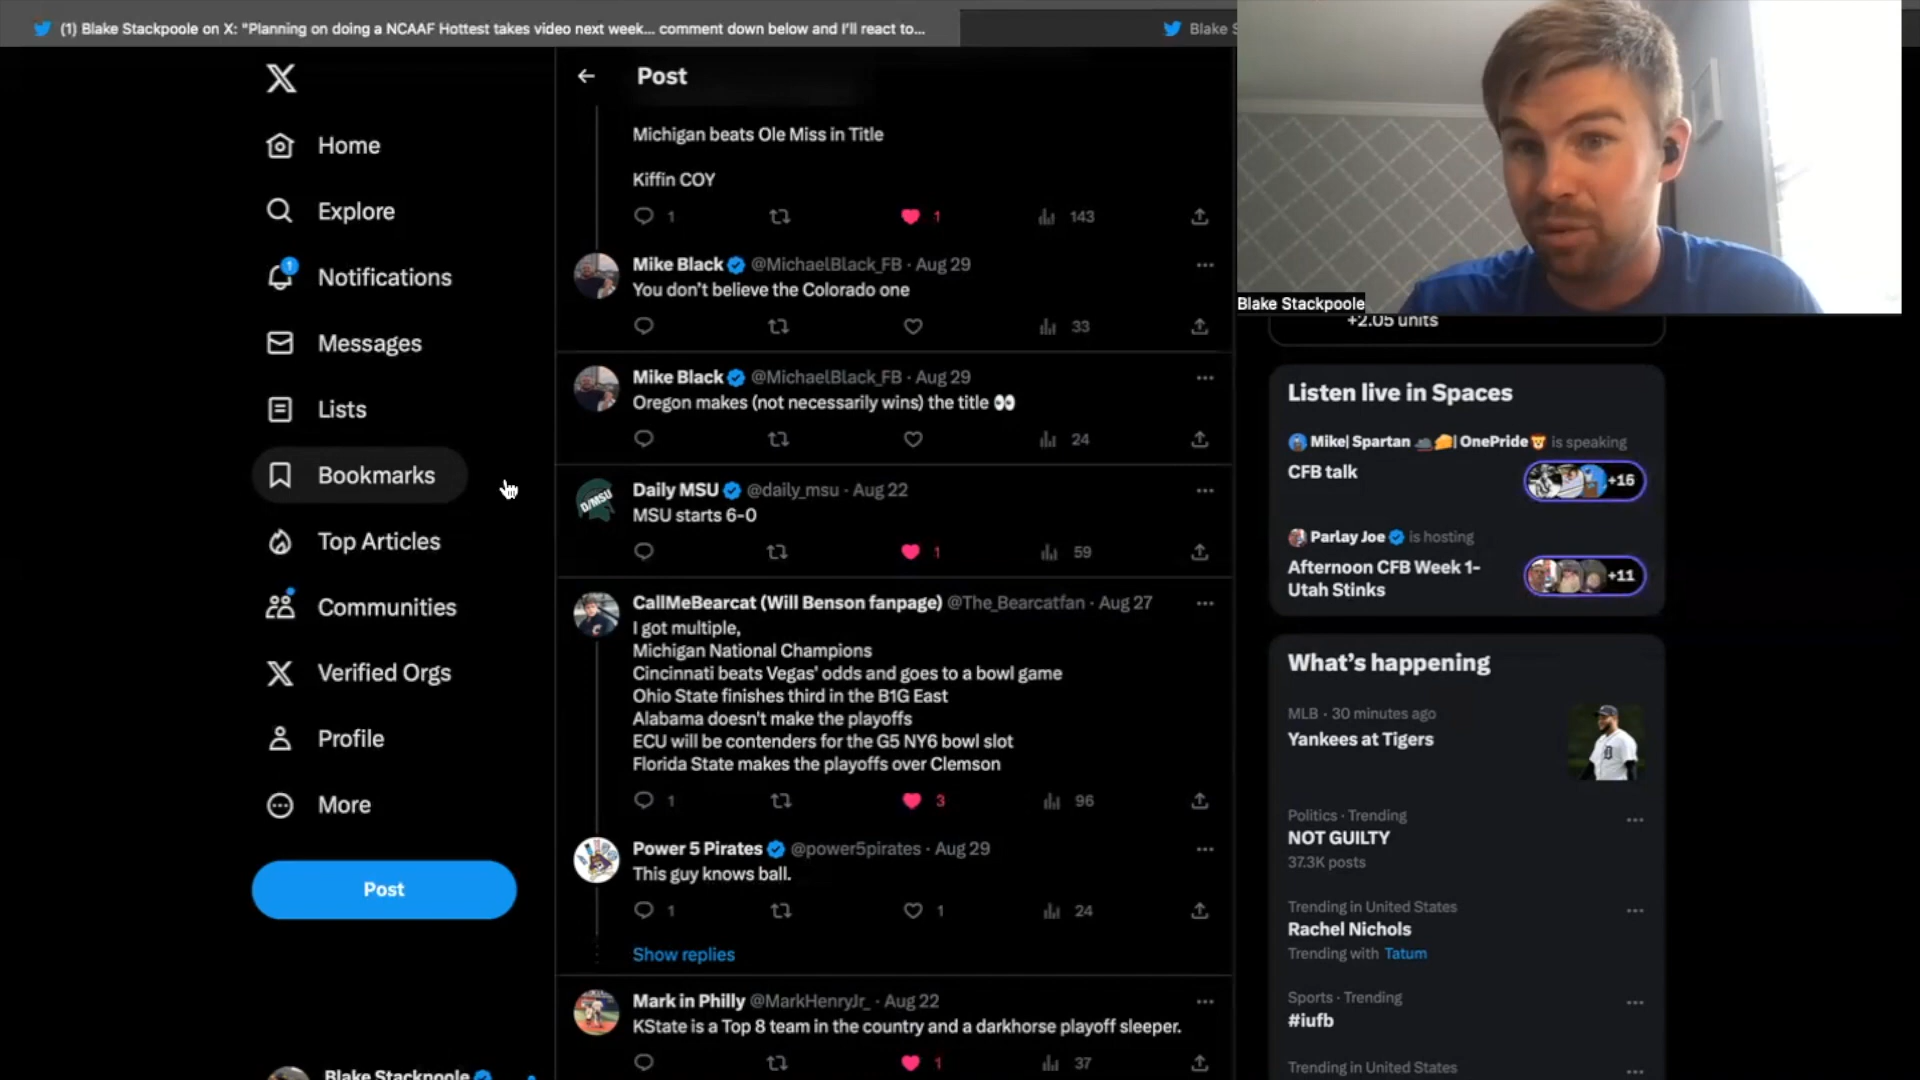 (1) Blake Stackpoole on X: "Planning on doing a NCAAF Hottest takes video next week... comment down below and I'll react to...
Blake S
Home
Explore
1
Notifications
Messages
Lists
Bookmarks
Top Articles
Communities
Verified Orgs
Profile
More
Post
Blake Stackpoole
Post
Michigan beats Ole Miss in Title
Kiffin COY
1 1 143
Mike Black @MichaelBlack_FB · Aug 29
You don't believe the Colorado one
33
Mike Black @MichaelBlack_FB · Aug 29
Oregon makes (not necessarily wins) the title 👀
24
D/MSU
Daily MSU @daily_msu · Aug 22
MSU starts 6-0
1 59
CallMeBearcat (Will Benson fanpage) @The_Bearcatfan · Aug 27
I got multiple,
Michigan National Champions
Cincinnati beats Vegas' odds and goes to a bowl game
Ohio State finishes third in the B1G East
Alabama doesn't make the playoffs
ECU will be contenders for the G5 NY6 bowl slot
Florida State makes the playoffs over Clemson
1 3 96
Power 5 Pirates @power5pirates · Aug 29
This guy knows ball.
1 1 24
Show replies
Mark in Philly @MarkHenryJr_ · Aug 22
KState is a Top 8 team in the country and a darkhorse playoff sleeper.
1 37
Blake Stackpoole
+2.05 units
Listen live in Spaces
Mike| Spartan 🧀| OnePride🦁 is speaking
CFB talk
+16
Parlay Joe is hosting
Afternoon CFB Week 1-
Utah Stinks
+11
What's happening
MLB · 30 minutes ago
Yankees at Tigers
Politics · Trending
NOT GUILTY
37.3K posts
Trending in United States
Rachel Nichols
Trending with Tatum
Sports · Trending
#iufb
Trending in United States